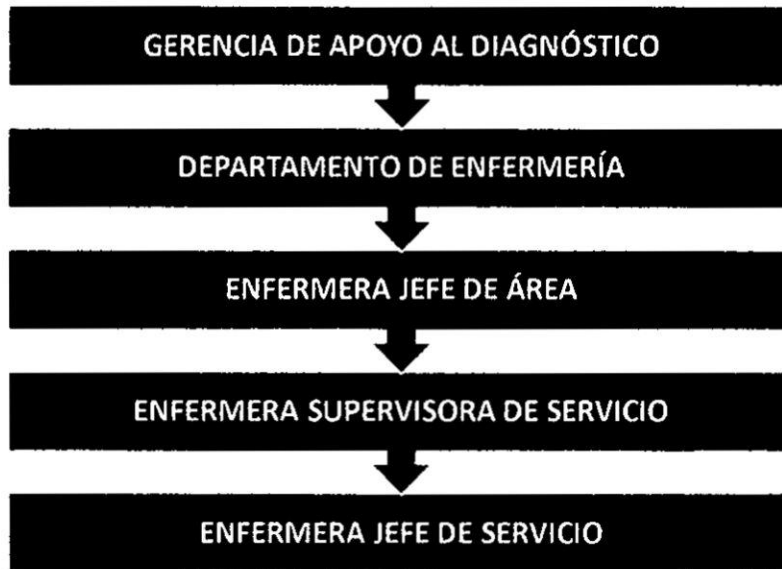 GERENCIA DE APOYO AL DIAGNÓSTICO
DEPARTAMENTO DE ENFERMERÍA
ENFERMERA JEFE DE ÁREA
ENFERMERA SUPERVISORA DE SERVICIO
ENFERMERA JEFE DE SERVICIO